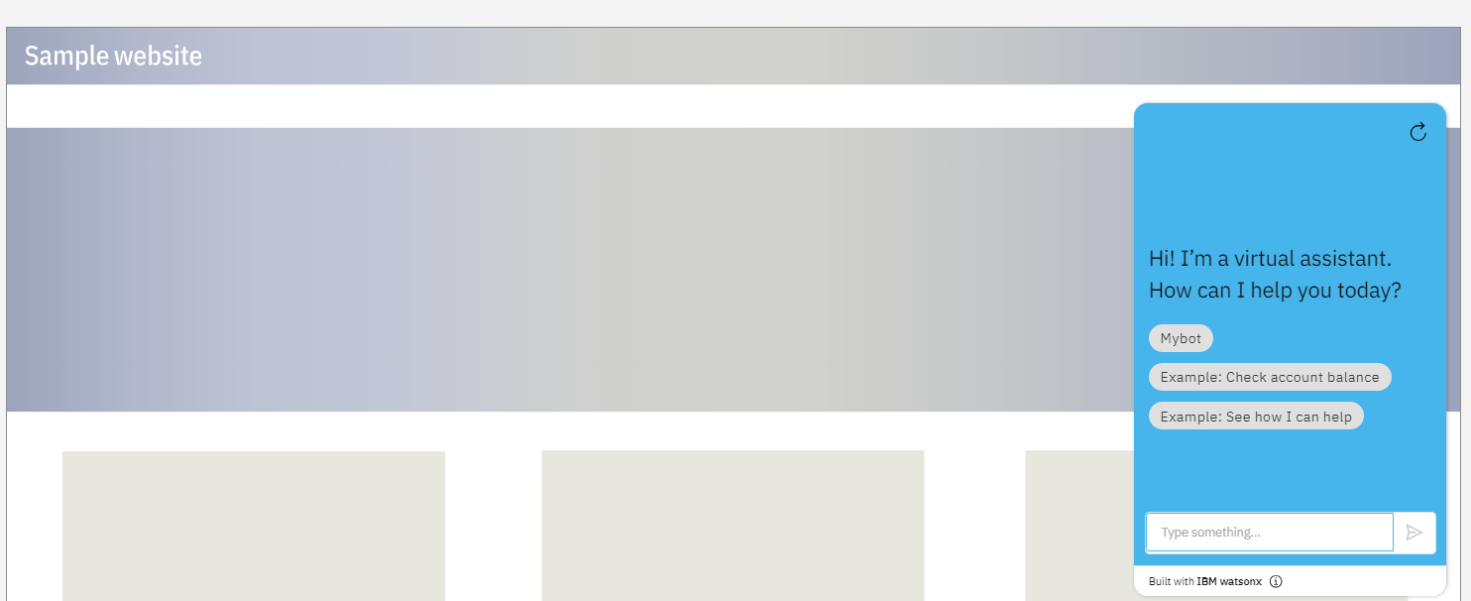 Sample website
Hi! I’m a virtual assistant.
How can I help you today?
Mybot
Example: Check account balance
Example: See how I can help
Type something...
Built with IBM watsonx